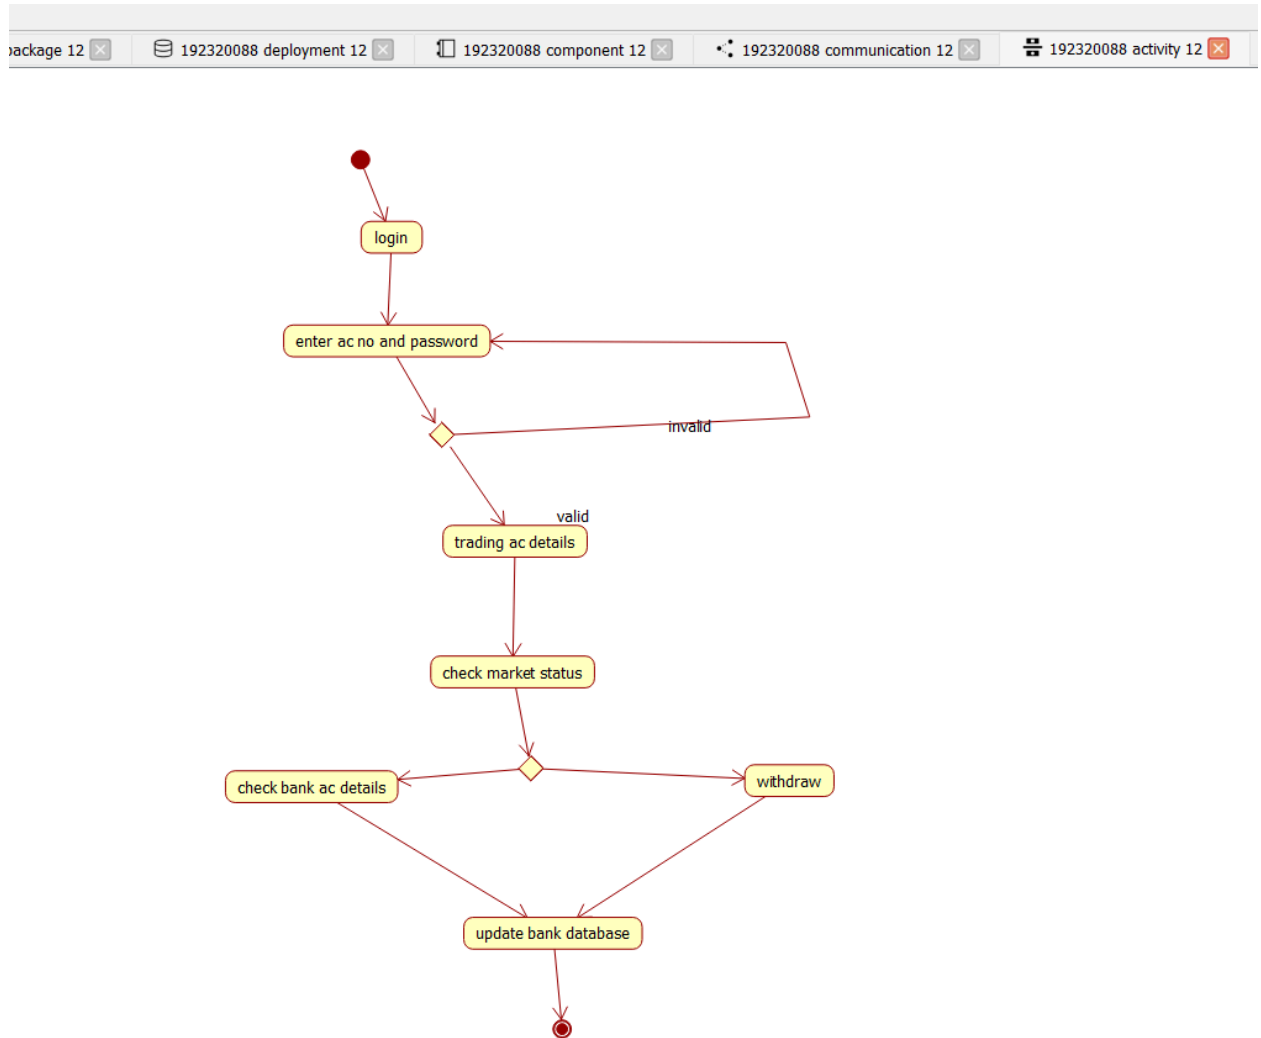 package 12
192320088 deployment 12
192320088 component 12
192320088 communication 12
192320088 activity 12
login
enter ac no and password
invalid
valid
trading ac details
check market status
check bank ac details
withdraw
update bank database